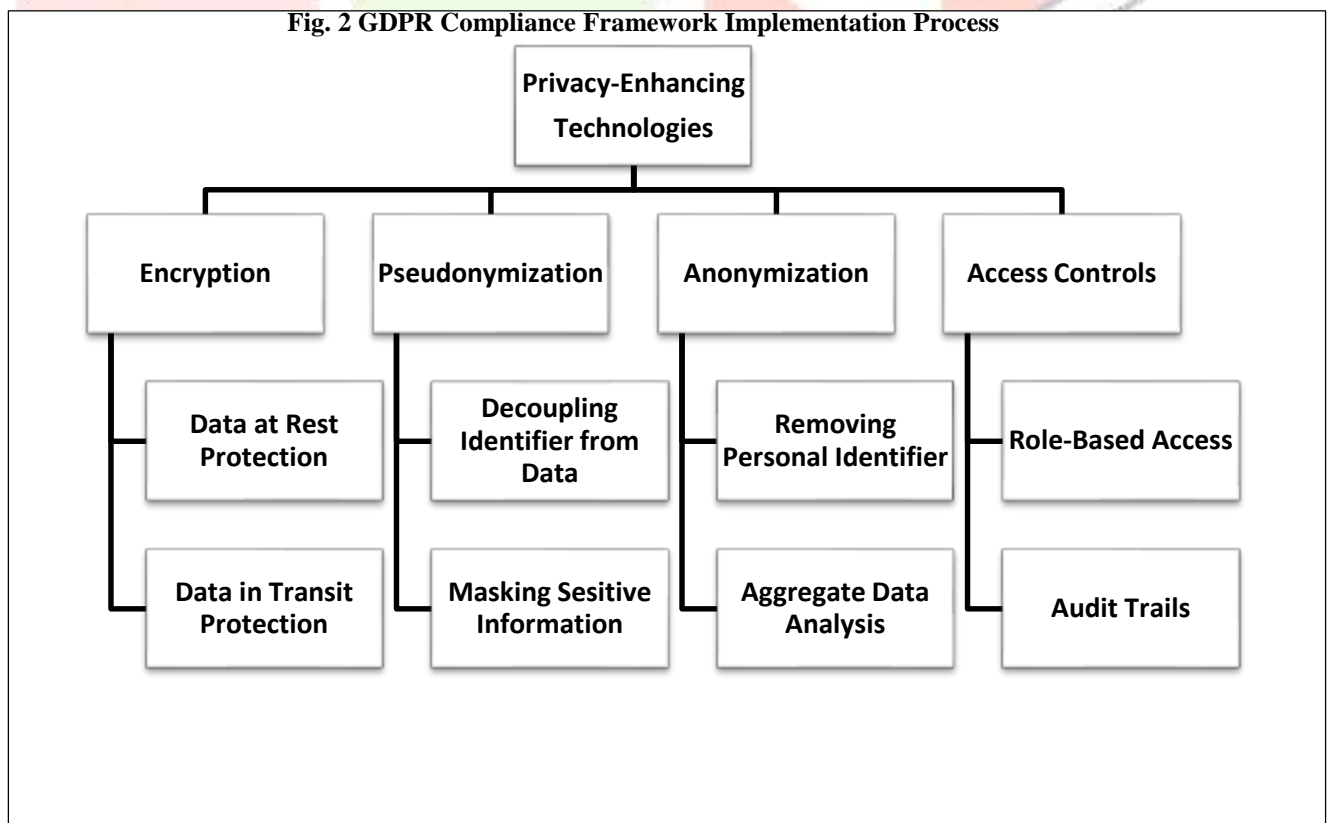 Fig. 2 GDPR Compliance Framework Implementation Process
Privacy-Enhancing
Technologies
Encryption
Pseudonymization
Anonymization
Access Controls
Data at Rest
Protection
Decoupling
Identifier from
Data
Removing
Personal Identifier
Role-Based Access
Data in Transit
Protection
Masking Sesitive
Information
Aggregate Data
Analysis
Audit Trails